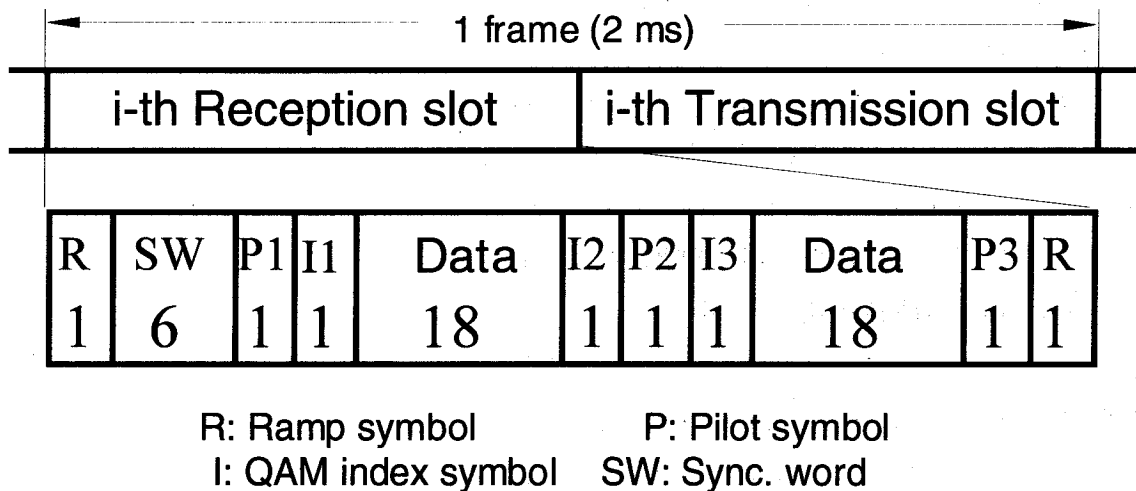 1 frame (2 ms)
i-th Reception slot i-th Transmission slot
R SW P1 I1 Data I2 P2 I3 Data P3 R
1 6 1 1 18 1 1 1 18 1 1
R: Ramp symbol P: Pilot symbol
I: QAM index symbol SW: Sync. word